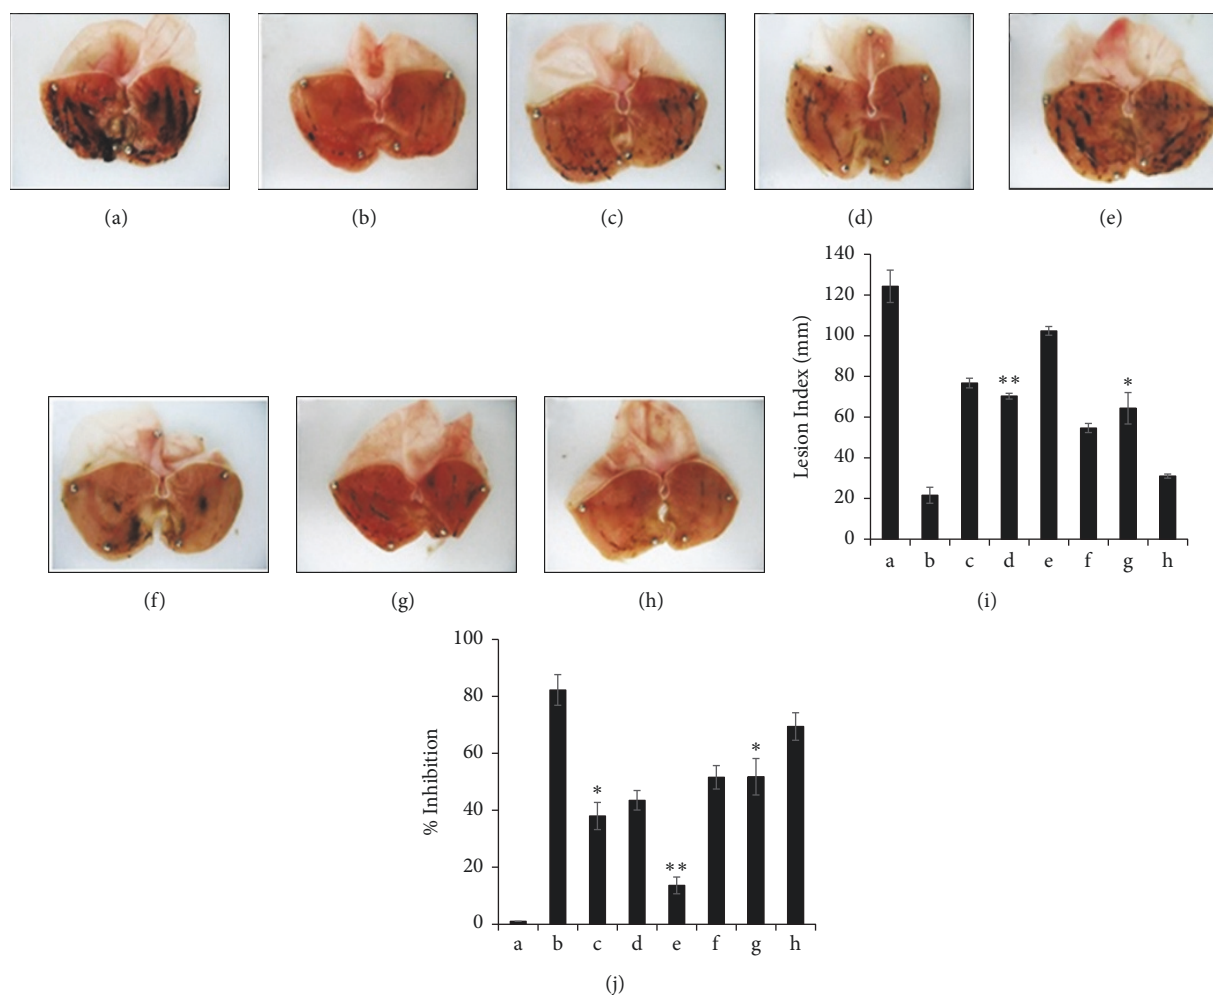 (a) (b) (c) (d) (e)
140
120
100
80
60
40
20
0
Lesion Index (mm)
**
*
a b c d e f g h
(f) (g) (h) (i)
100
80
60
40
20
0
% Inhibition
*
**
*
a b c d e f g h
(j)